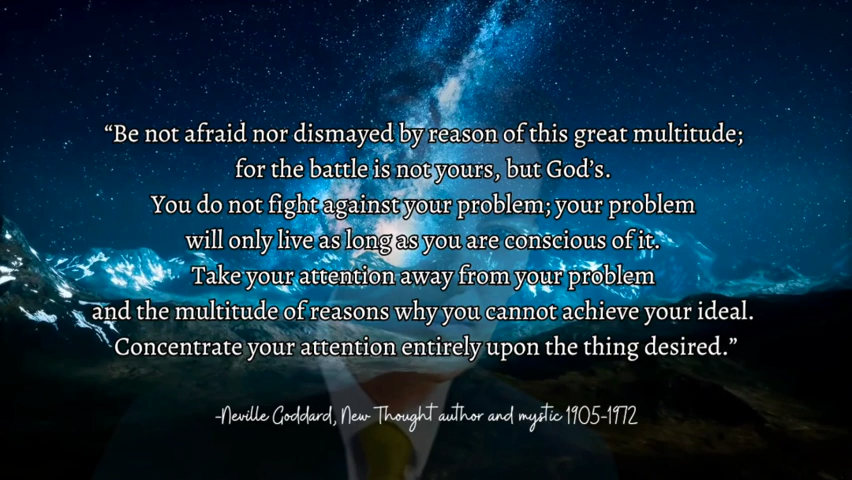 “Be not afraid nor dismayed by reason of this great multitude;
for the battle is not yours, but God’s.
You do not fight against your problem; your problem
will only live as long as you are conscious of it.
Take your attention away from your problem
and the multitude of reasons why you cannot achieve your ideal.
Concentrate your attention entirely upon the thing desired.”
-Neville Goddard, New Thought author and mystic 1905-1972